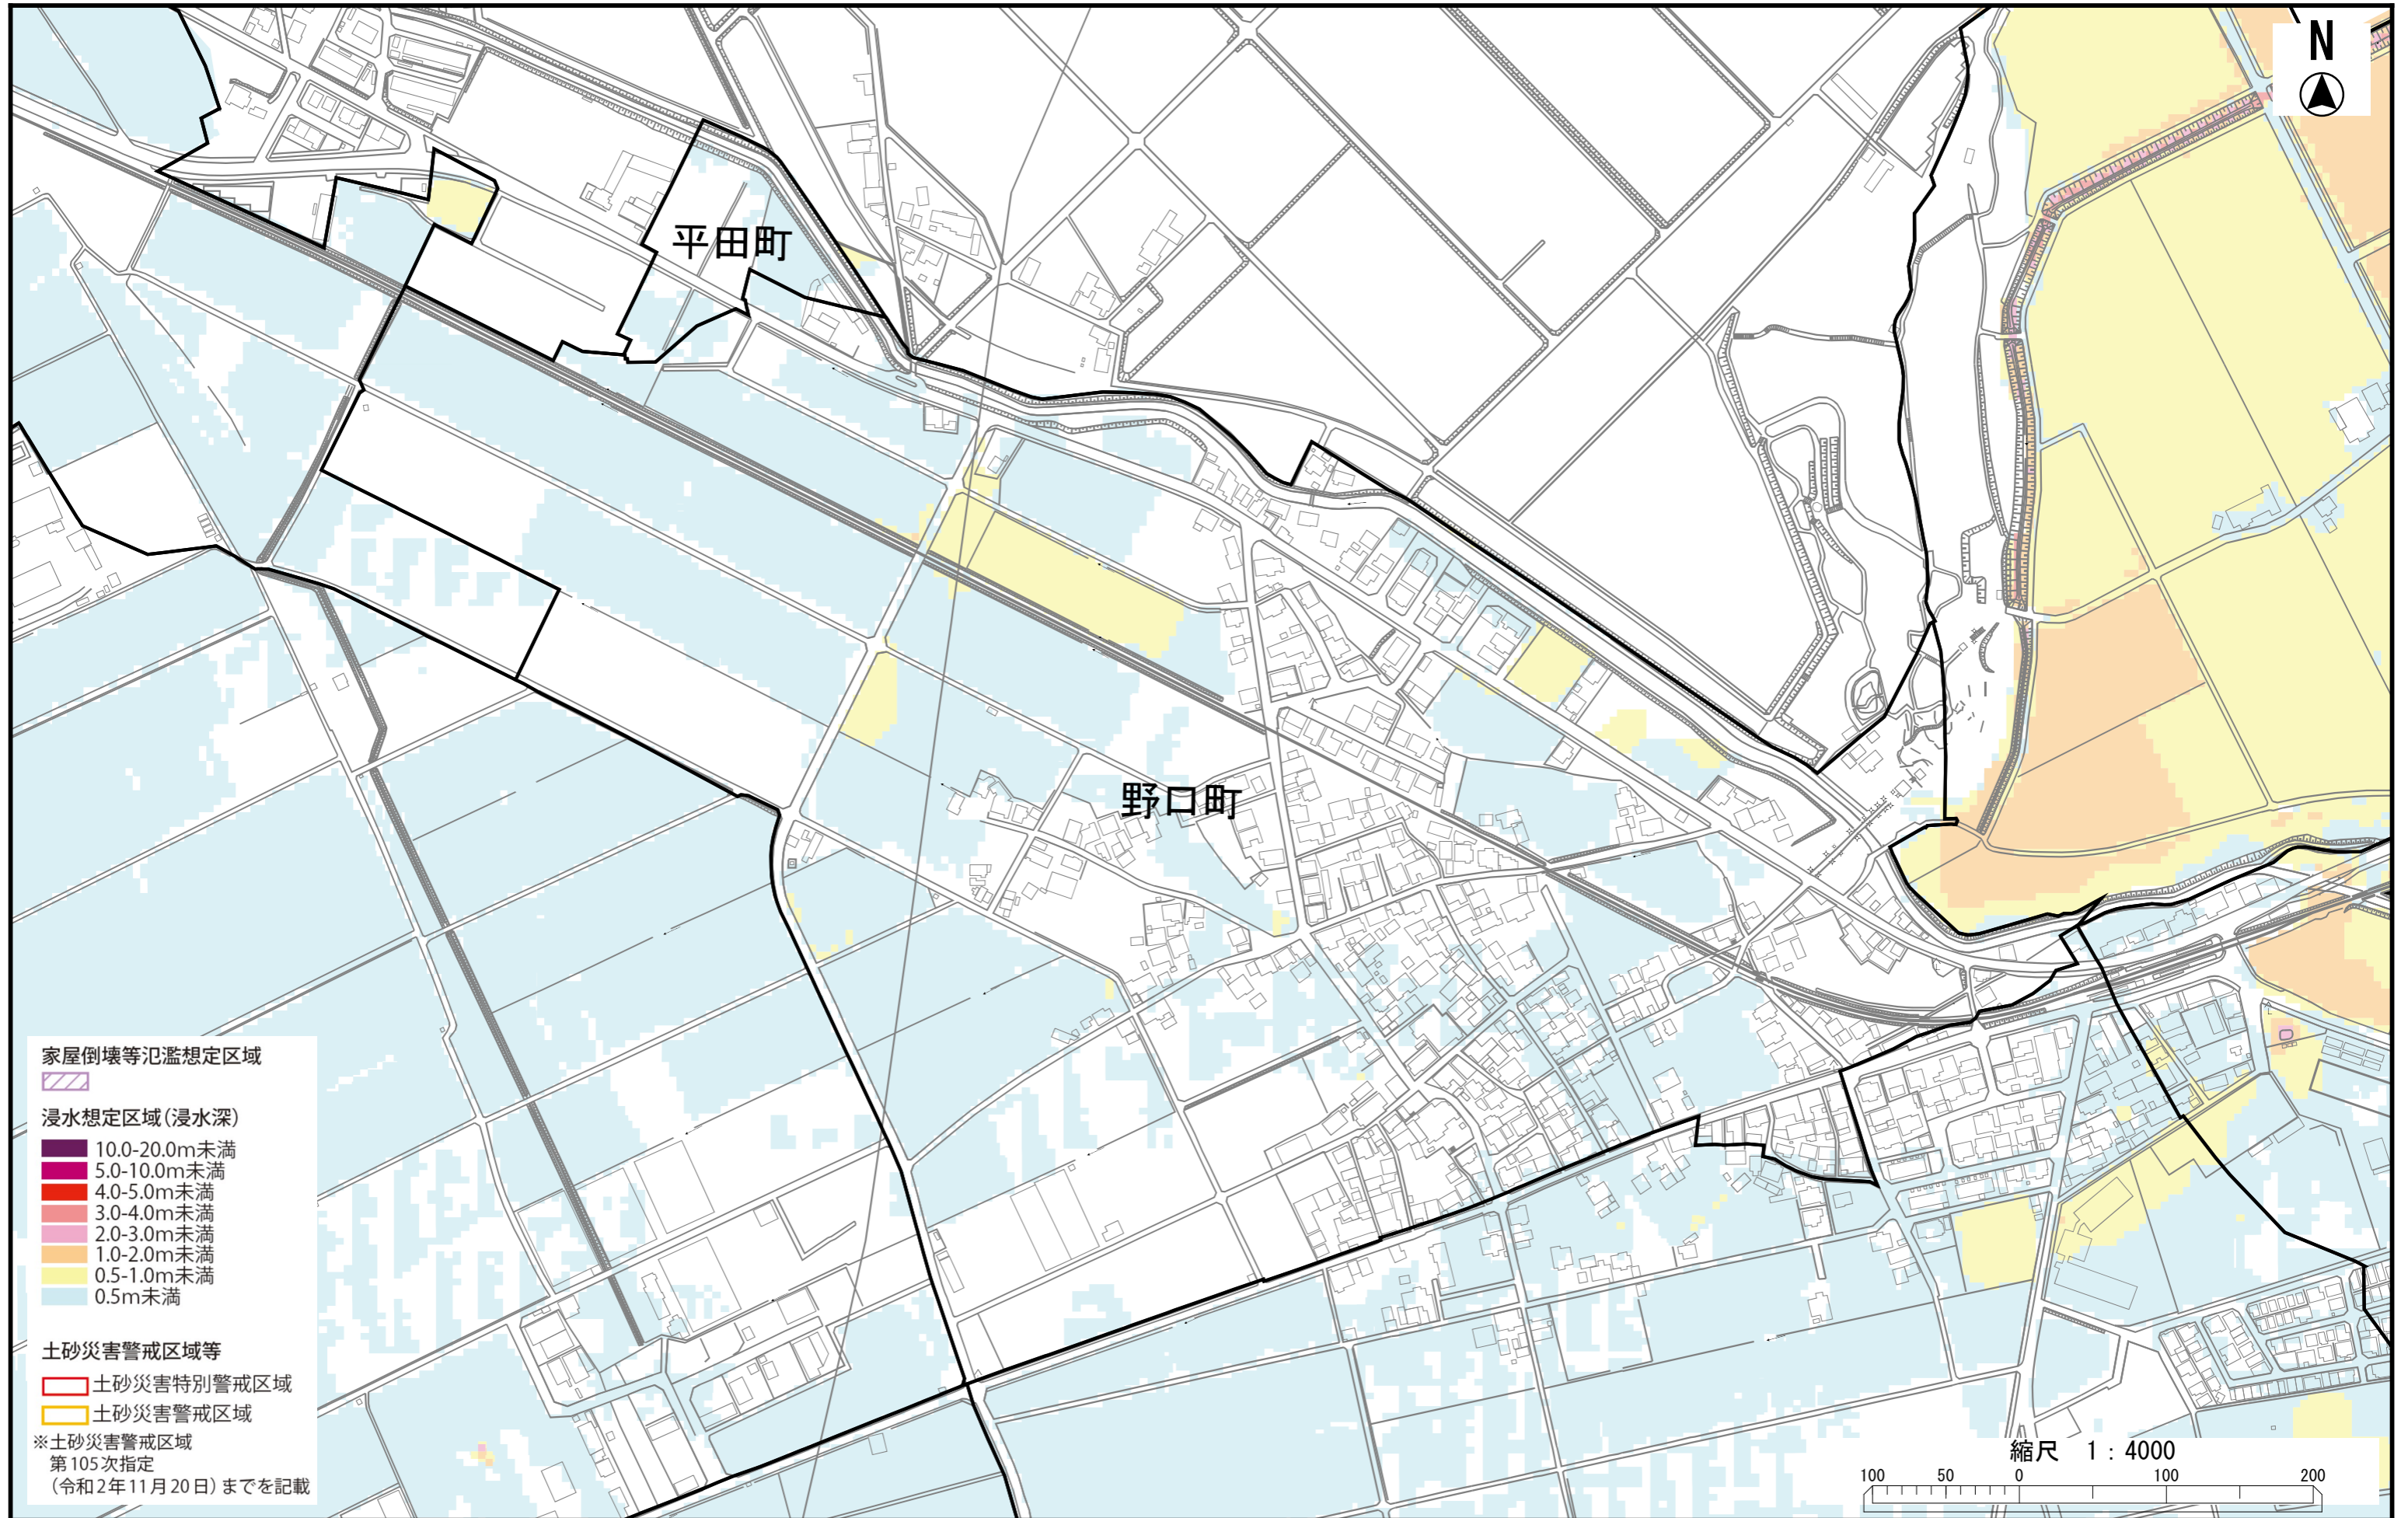 N
平田町
野口町
家屋倒壊等氾濫想定区域
浸水想定区域(浸水深)
10.0-20.0m未満
5.0-10.0m未満
4.0-5.0m未満
3.0-4.0m未満
2.0-3.0m未満
1.0-2.0m未満
0.5-1.0m未満
0.5m未満
土砂災害警戒区域等
土砂災害特別警戒区域
土砂災害警戒区域
※土砂災害警戒区域
第105次指定
(令和2年11月20日)までを記載
縮尺 1:4000
100 50 0 100 200